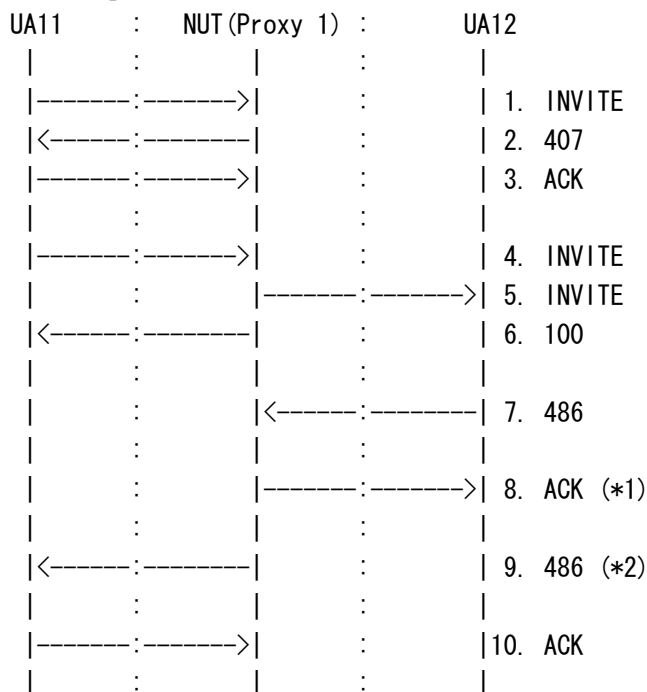 UA11 : NUT(Proxy 1) : UA12
| : | : |
|-------:------->| : | 1. INVITE
|<------:--------| : | 2. 407
|-------:------->| : | 3. ACK
| : | : |
|-------:------->| : | 4. INVITE
| : |-------:------->| 5. INVITE
|<------:--------| : | 6. 100
| : | : |
| : |<------:--------| 7. 486
| : | : |
| : |-------:------->| 8. ACK (*1)
| : | : |
|<------:--------| : | 9. 486 (*2)
| : | : |
|-------:------->| : |10. ACK
| : | : |